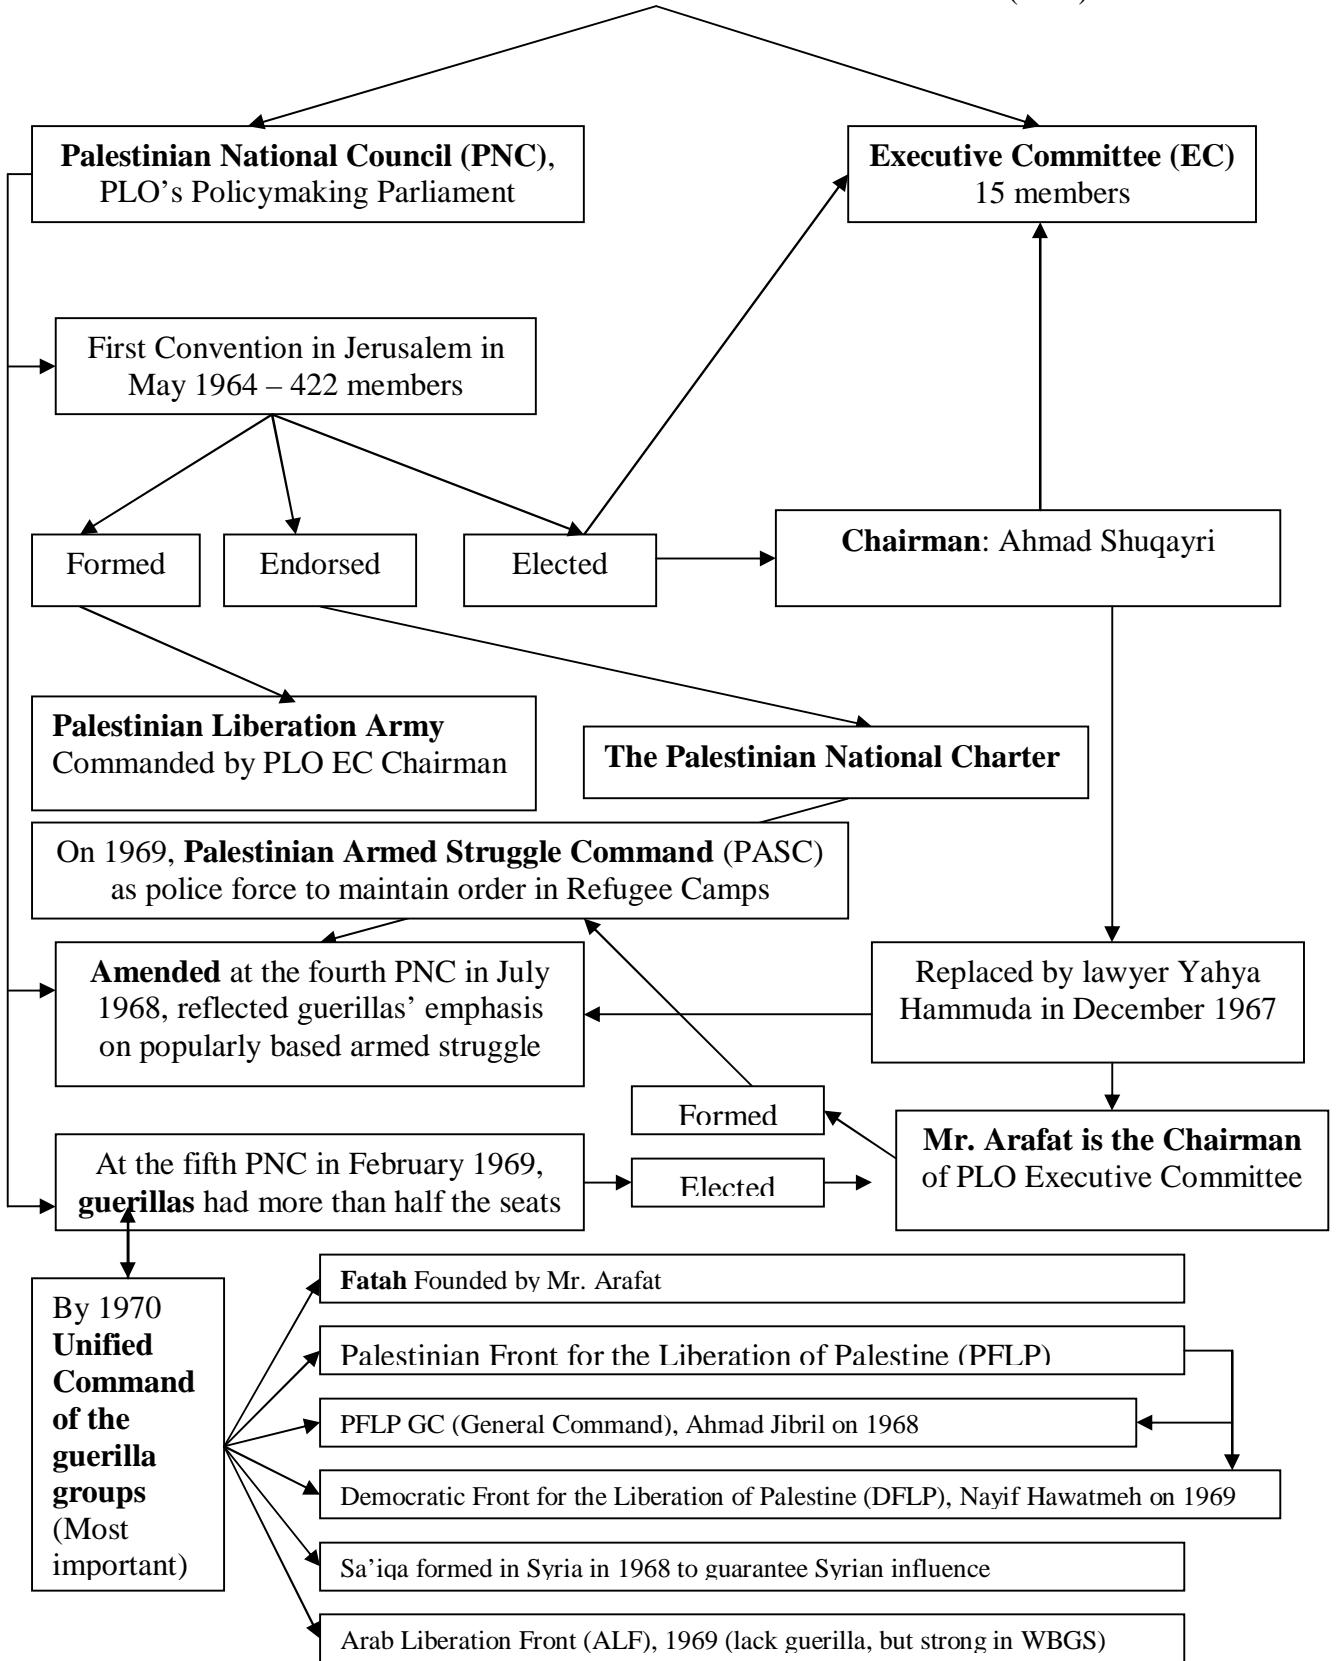 Palestinian National Council (PNC),
PLO's Policymaking Parliament
Executive Committee (EC)
15 members
First Convention in Jerusalem in
May 1964 – 422 members
Formed
Endorsed
Elected
Chairman: Ahmad Shuqayri
Palestinian Liberation Army
Commanded by PLO EC Chairman
The Palestinian National Charter
On 1969, Palestinian Armed Struggle Command (PASC)
as police force to maintain order in Refugee Camps
Amended at the fourth PNC in July
1968, reflected guerillas' emphasis
on popularly based armed struggle
Replaced by lawyer Yahya
Hammuda in December 1967
Formed
Mr. Arafat is the Chairman
of PLO Executive Committee
At the fifth PNC in February 1969,
guerillas had more than half the seats
Elected
By 1970
Unified
Command
of the
guerilla
groups
(Most
important)
Fatah Founded by Mr. Arafat
Palestinian Front for the Liberation of Palestine (PFLP)
PFLP GC (General Command), Ahmad Jibril on 1968
Democratic Front for the Liberation of Palestine (DFLP), Nayif Hawatmeh on 1969
Sa'iqa formed in Syria in 1968 to guarantee Syrian influence
Arab Liberation Front (ALF), 1969 (lack guerilla, but strong in WBGS)